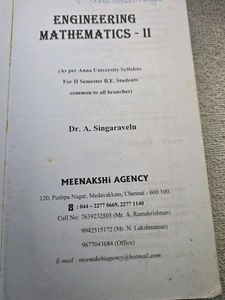 ENGINEERING
MATHEMATICS - II
(As per Anna University Syllabus
For II Semester B.E. Students
common to all branches)
Dr. A. Singaravelu
MEENAKSHI AGENCY
120, Pushpa Nagar, Medavakkam, Chennai - 600 100.
: 044 - 2277 0669, 2277 1140
Cell No: 7639232505 (Mr. A. Ramakrishnan)
9942515172 (Mr. N. Lakshmanan)
9677043684 (Office)
E-mail : meenakshiagency@hotmail.com